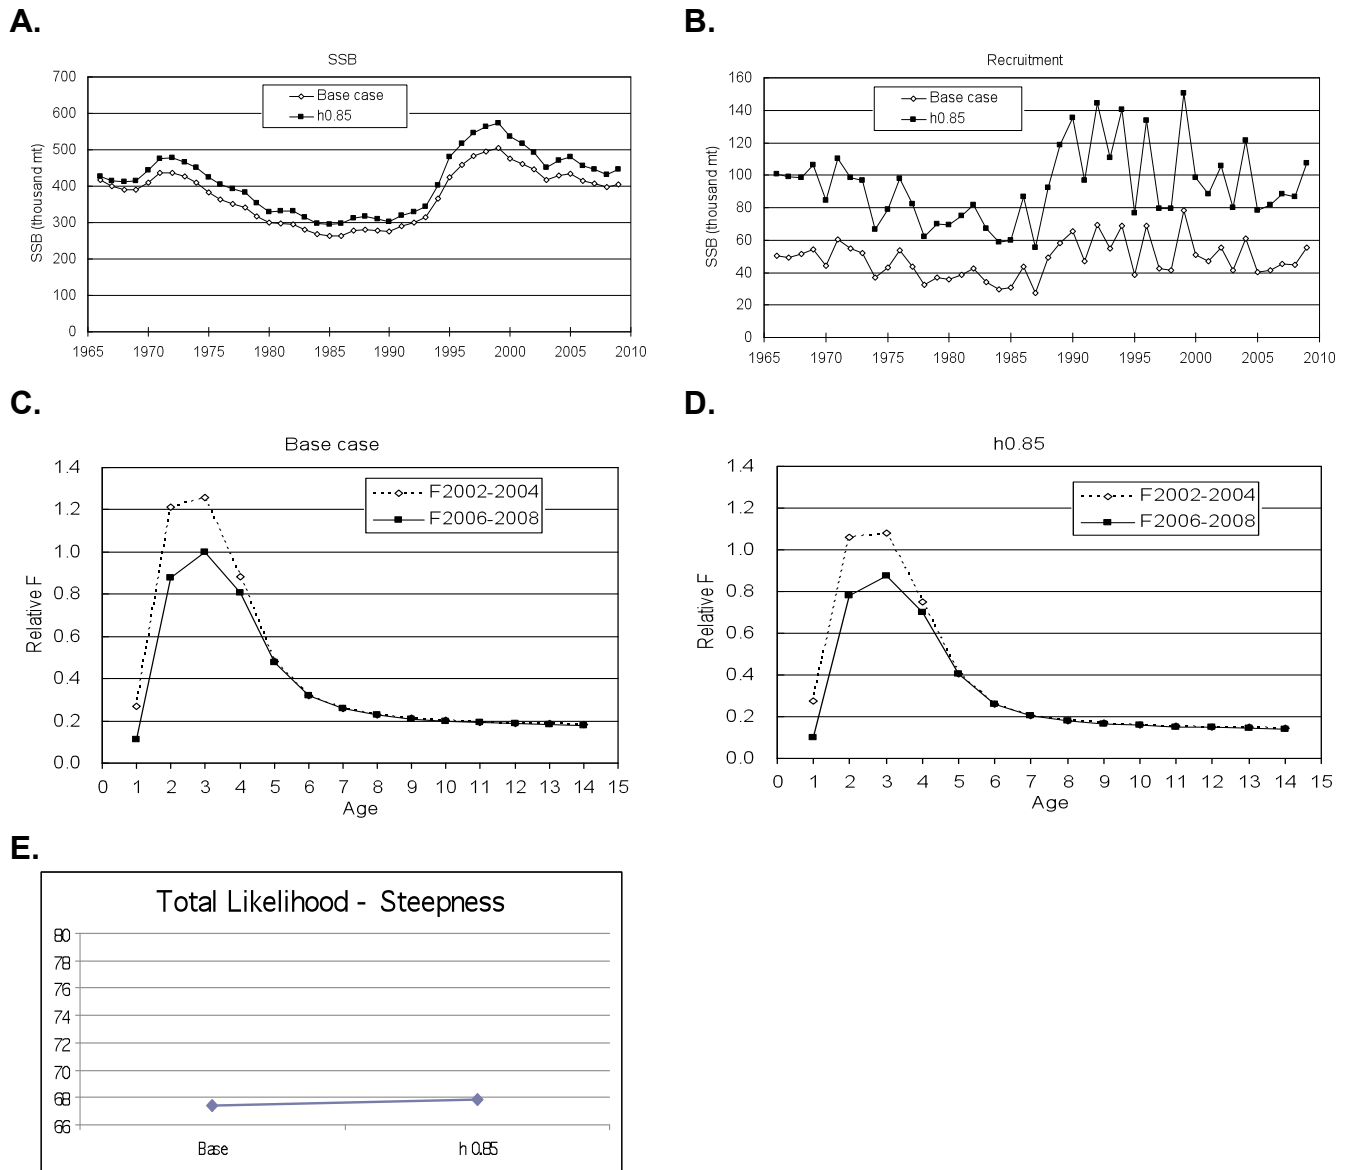 A.
SSB
700
600
500
400
300
200
100
0
SSB (thousand mt)
Base case
h0.85
1965 1970 1975 1980 1985 1990 1995 2000 2005 2010
B.
Recruitment
160
140
120
100
80
60
40
20
0
SSB (thousand mt)
Base case
h0.85
1965 1970 1975 1980 1985 1990 1995 2000 2005 2010
C.
Base case
1.4
1.2
1.0
0.8
0.6
0.4
0.2
0.0
Relative F
F2002-2004
F2006-2008
0 1 2 3 4 5 6 7 8 9 10 11 12 13 14 15
Age
D.
h0.85
1.4
1.2
1.0
0.8
0.6
0.4
0.2
0.0
Relative F
F2002-2004
F2006-2008
0 1 2 3 4 5 6 7 8 9 10 11 12 13 14 15
Age
E.
Total Likelihood - Steepness
80
78
76
74
72
70
68
66
Base h 0.85